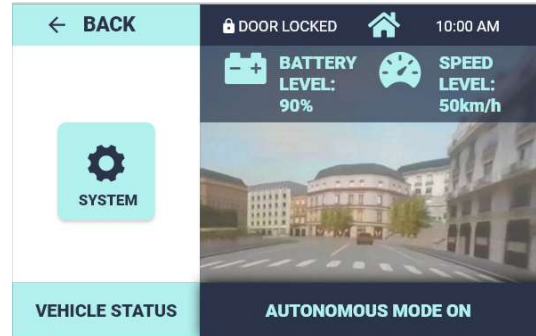 ← BACK
DOOR LOCKED
10:00 AM
BATTERY
LEVEL:
90%
SPEED
LEVEL:
50km/h
SYSTEM
VEHICLE STATUS
AUTONOMOUS MODE ON